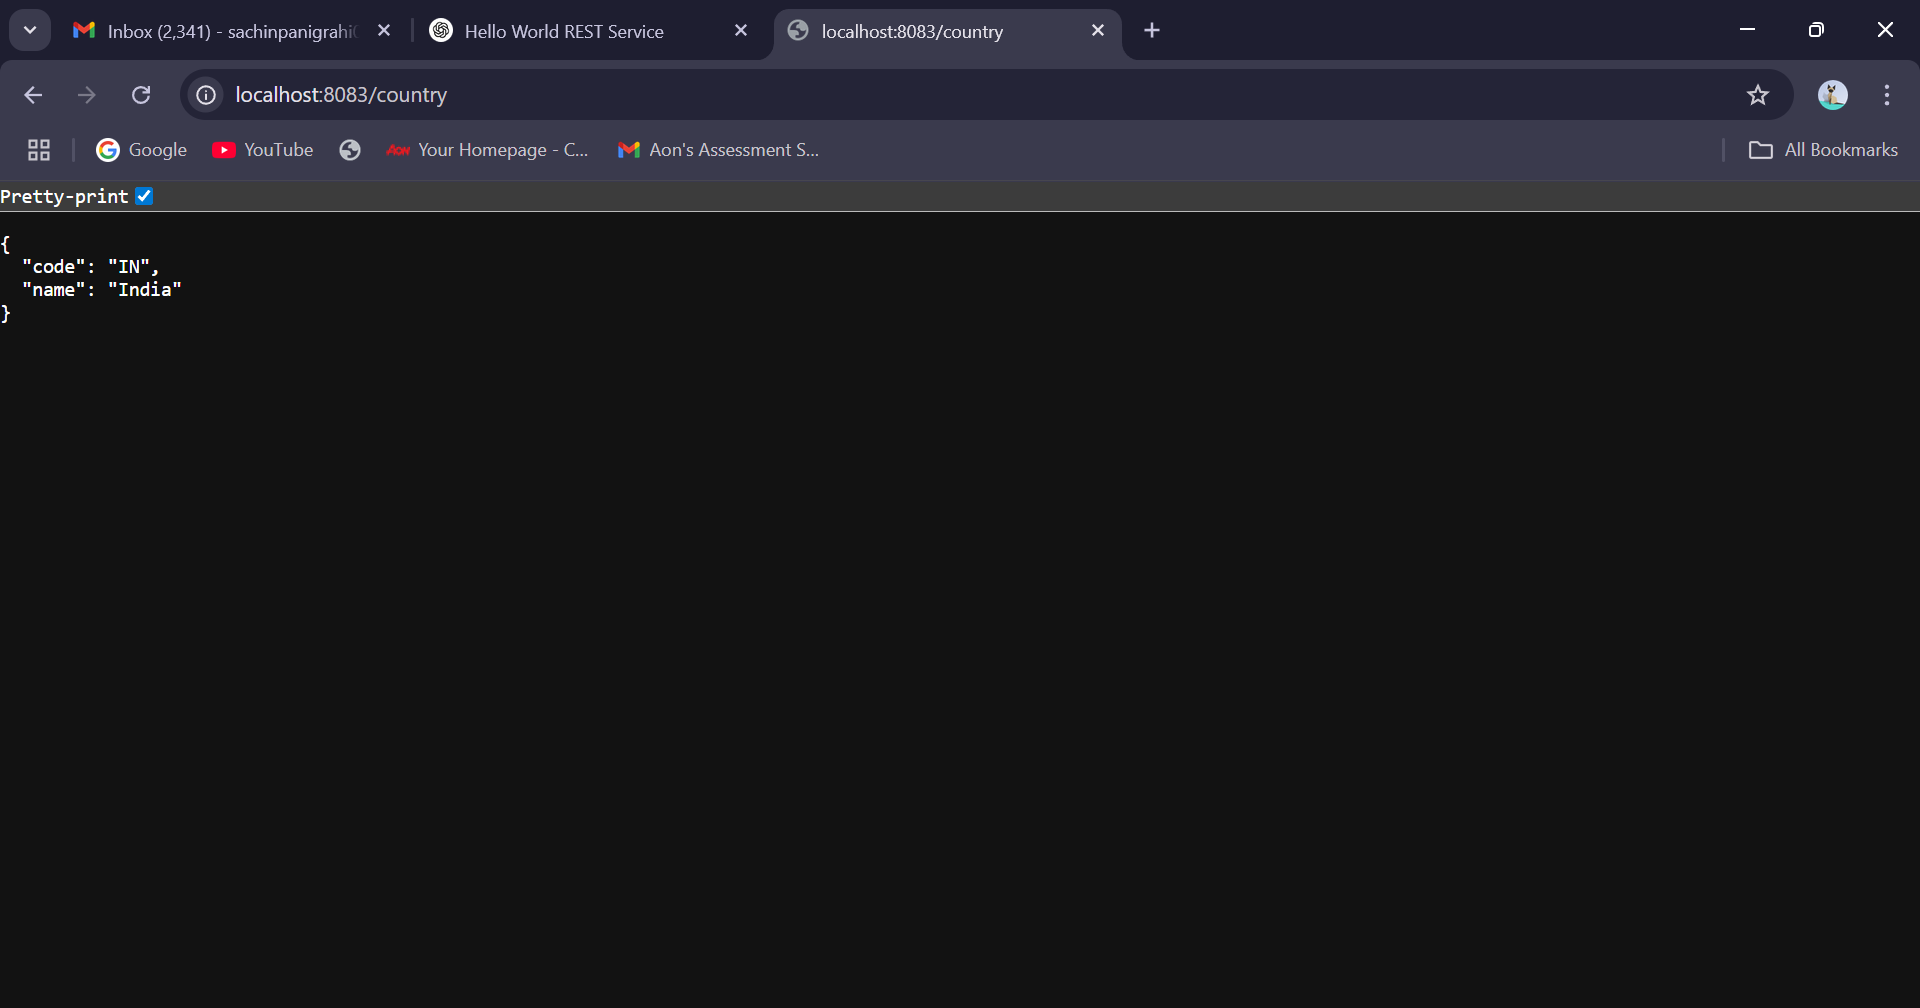 Inbox (2,341) - sachinpanigrahi
Hello World REST Service
localhost:8083/country
localhost:8083/country
Google
YouTube
AON Your Homepage - C...
Aon's Assessment S...
All Bookmarks
Pretty-print
{
"code": "IN",
"name": "India"
}